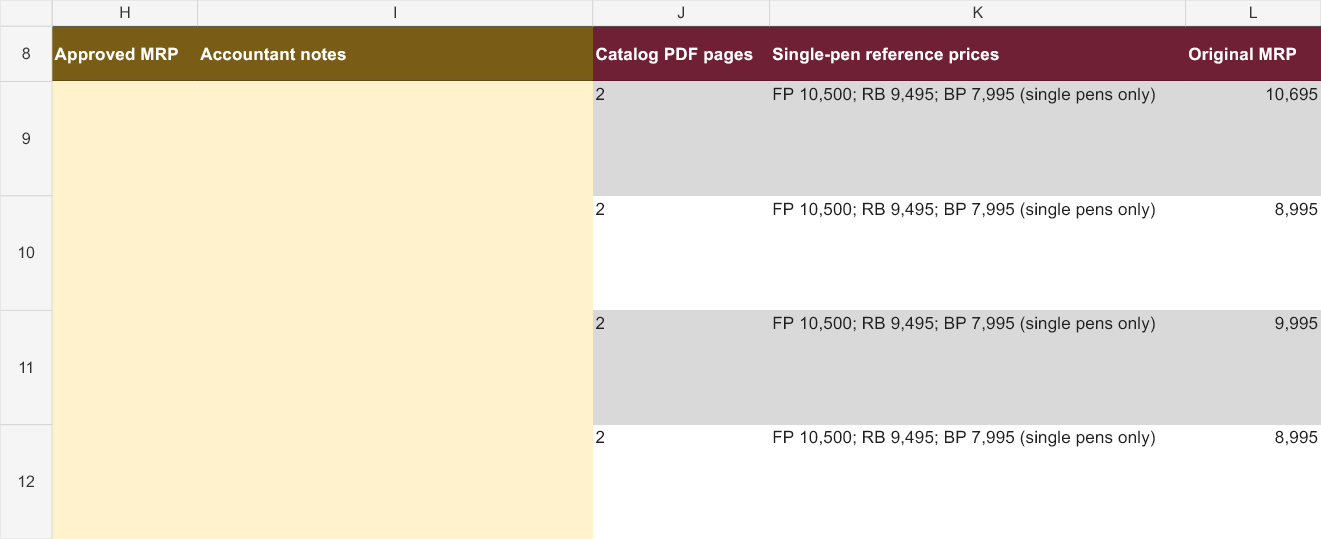 H I J K L
8 Approved MRP Accountant notes Catalog PDF pages Single-pen reference prices Original MRP
9 2 FP 10,500; RB 9,495; BP 7,995 (single pens only) 10,695
10 2 FP 10,500; RB 9,495; BP 7,995 (single pens only) 8,995
11 2 FP 10,500; RB 9,495; BP 7,995 (single pens only) 9,995
12 2 FP 10,500; RB 9,495; BP 7,995 (single pens only) 8,995